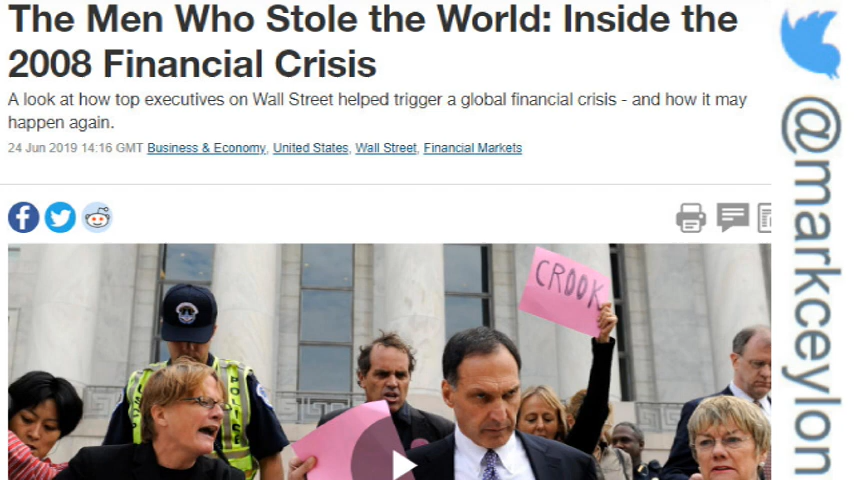 The Men Who Stole the World: Inside the
2008 Financial Crisis
A look at how top executives on Wall Street helped trigger a global financial crisis - and how it may
happen again.
24 Jun 2019 14:16 GMT Business & Economy, United States, Wall Street, Financial Markets
CROOK
POLICE
@markceylon